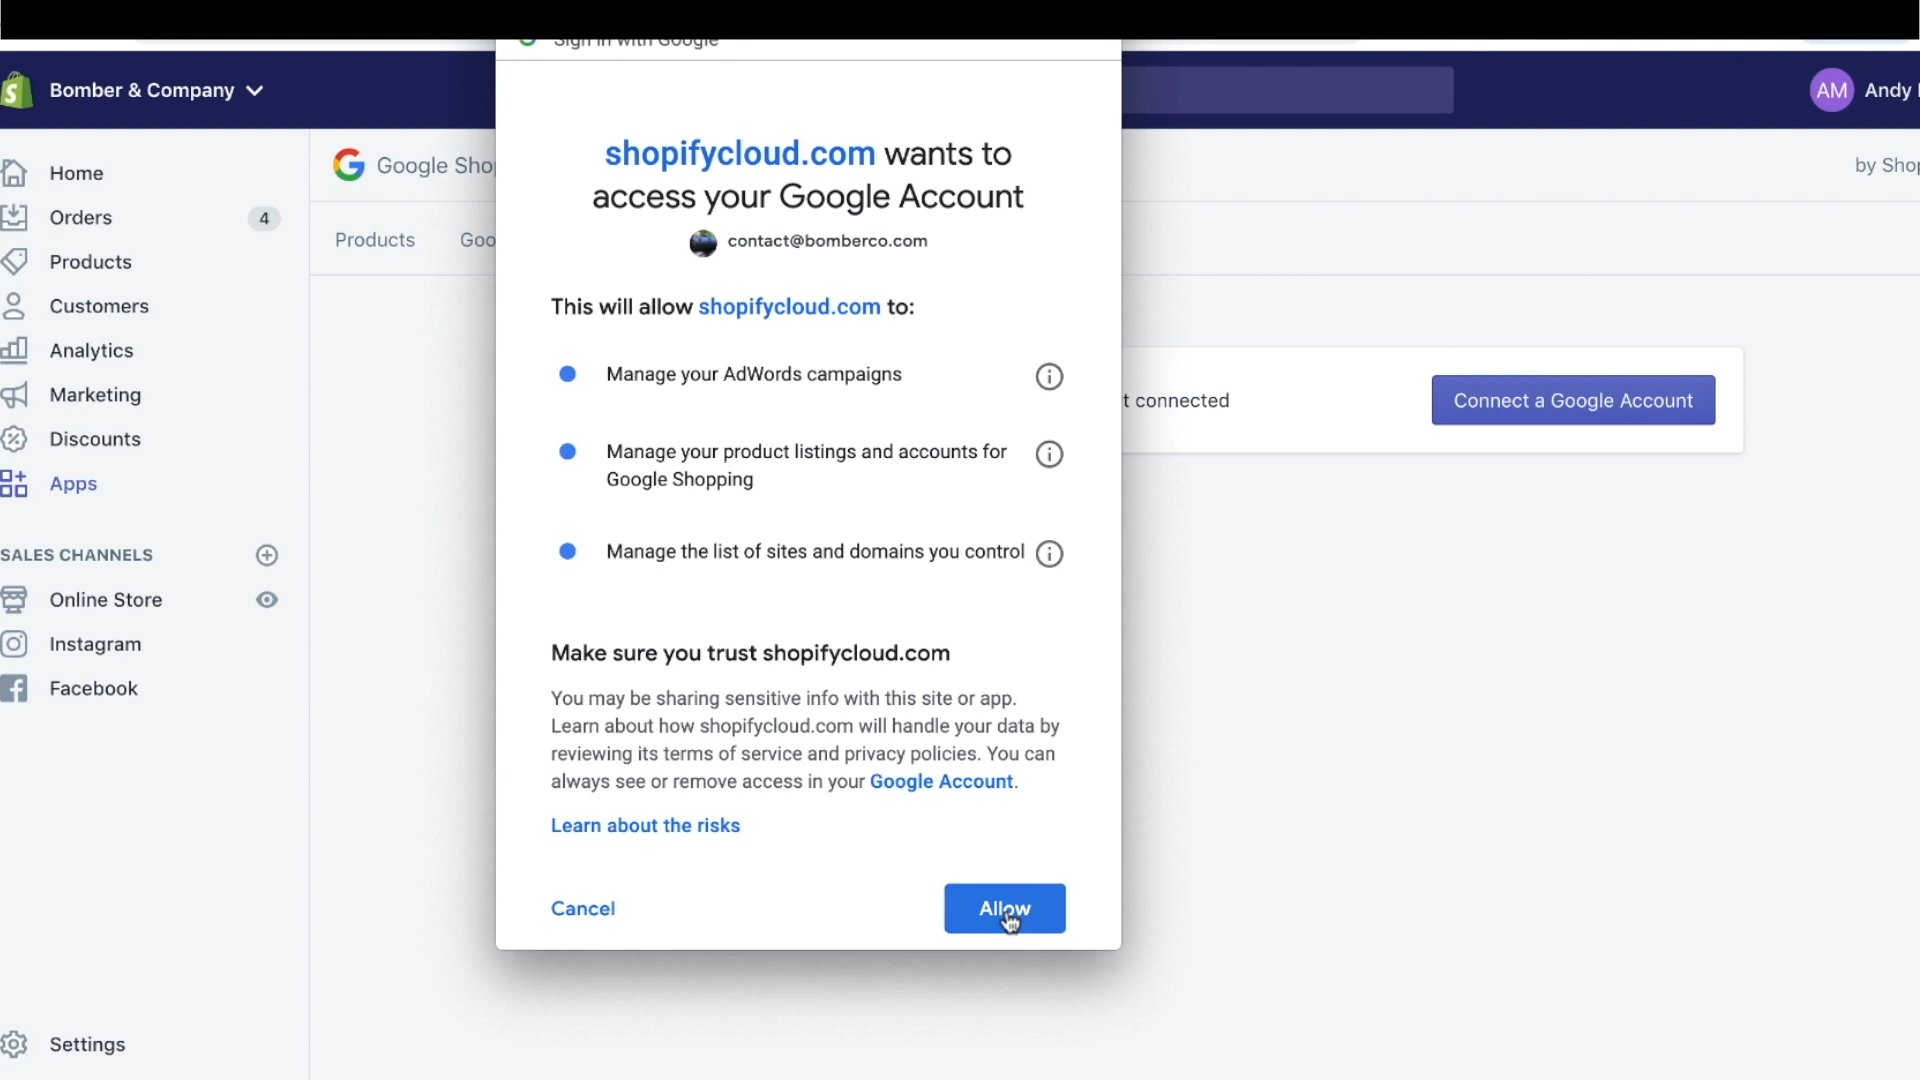 Sign in with Google
Bomber & Company
AM
Andy
Home
Orders
4
Products
Customers
Analytics
Marketing
Discounts
Apps
SALES CHANNELS
Online Store
Instagram
Facebook
Settings
Google Sho
by Sho
Products
Goo
shopifycloud.com wants to
access your Google Account
contact@bomberco.com
This will allow shopifycloud.com to:
Manage your AdWords campaigns
Manage your product listings and accounts for
Google Shopping
Manage the list of sites and domains you control
Make sure you trust shopifycloud.com
You may be sharing sensitive info with this site or app.
Learn about how shopifycloud.com will handle your data by
reviewing its terms of service and privacy policies. You can
always see or remove access in your Google Account.
Learn about the risks
Cancel
Allow
t connected
Connect a Google Account